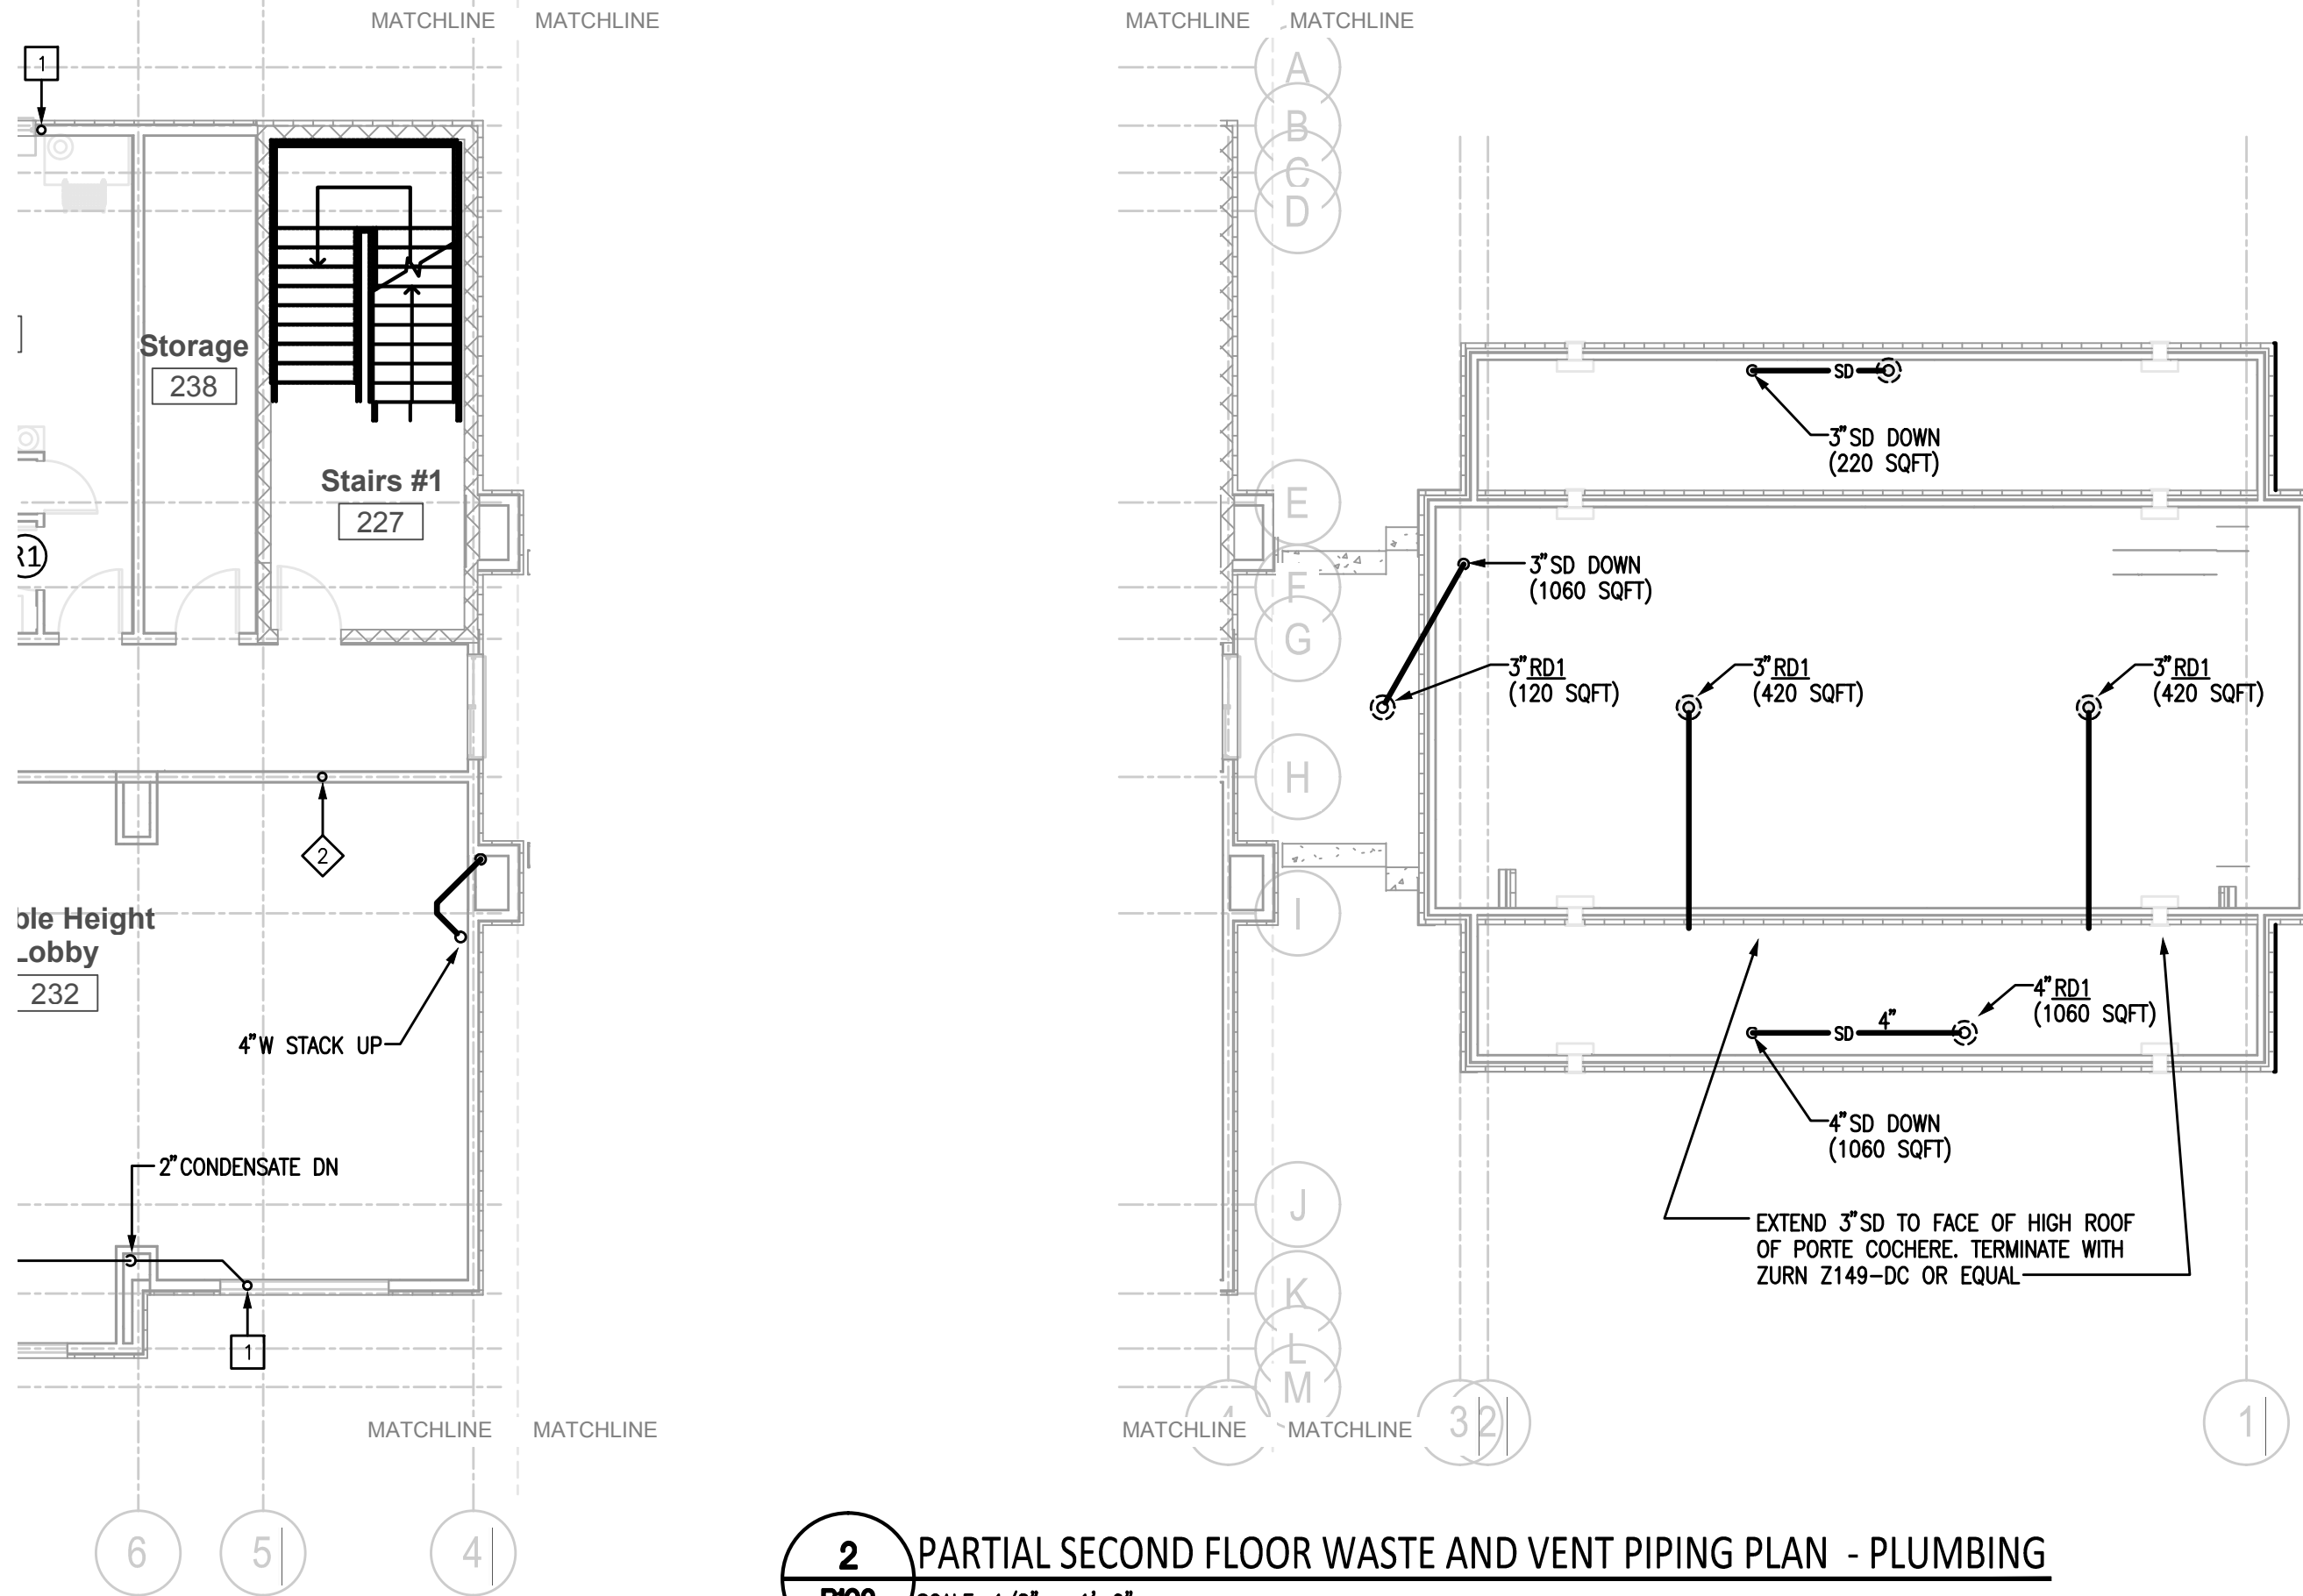 MATCHLINE MATCHLINE MATCHLINE MATCHLINE
1
A
B
C
D
Storage
238
3"SD DOWN
(220 SQFT)
SD
Stairs #1
227
E
F
G
3"SD DOWN
(1060 SQFT)
3"RD1
(120 SQFT)
3"RD1
(420 SQFT)
3"RD1
(420 SQFT)
H
2
I
ble Height
Lobby
232
4"W STACK UP
4"RD1
(1060 SQFT)
SD 4"
4"SD DOWN
(1060 SQFT)
2"CONDENSATE DN
J
EXTEND 3"SD TO FACE OF HIGH ROOF
OF PORTE COCHERE. TERMINATE WITH
ZURN Z149-DC OR EQUAL
K
L
M
1
3 2 1
MATCHLINE MATCHLINE MATCHLINE MATCHLINE
6 5 4
2
PARTIAL SECOND FLOOR WASTE AND VENT PIPING PLAN - PLUMBING